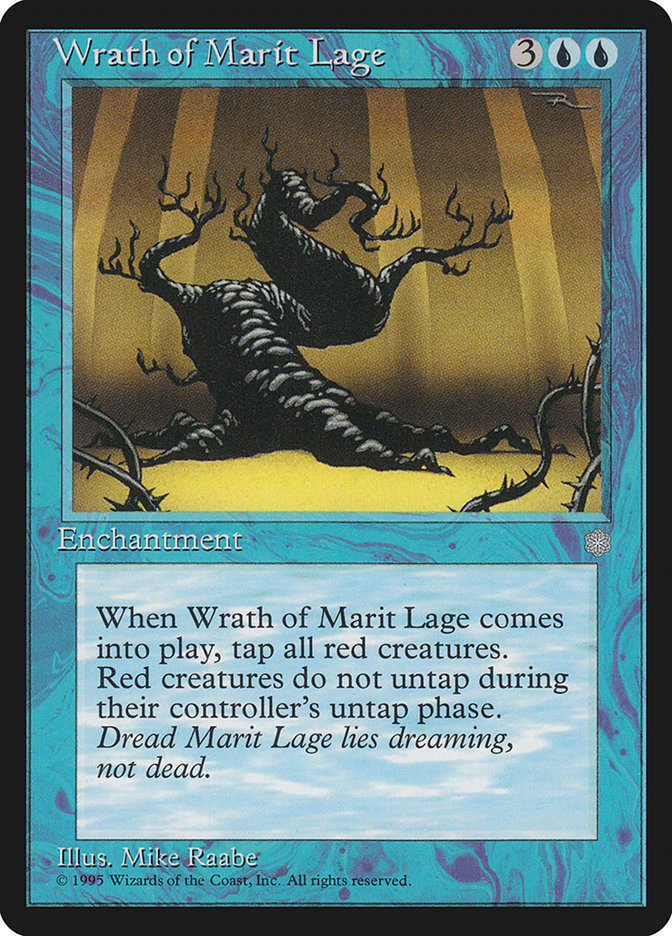 Wrath of Marit Lage 3
Enchantment
When Wrath of Marit Lage comes
into play, tap all red creatures.
Red creatures do not untap during
their controller's untap phase.
Dread Marit Lage lies dreaming,
not dead.
Illus. Mike Raabe
© 1995 Wizards of the Coast, Inc. All rights reserved.